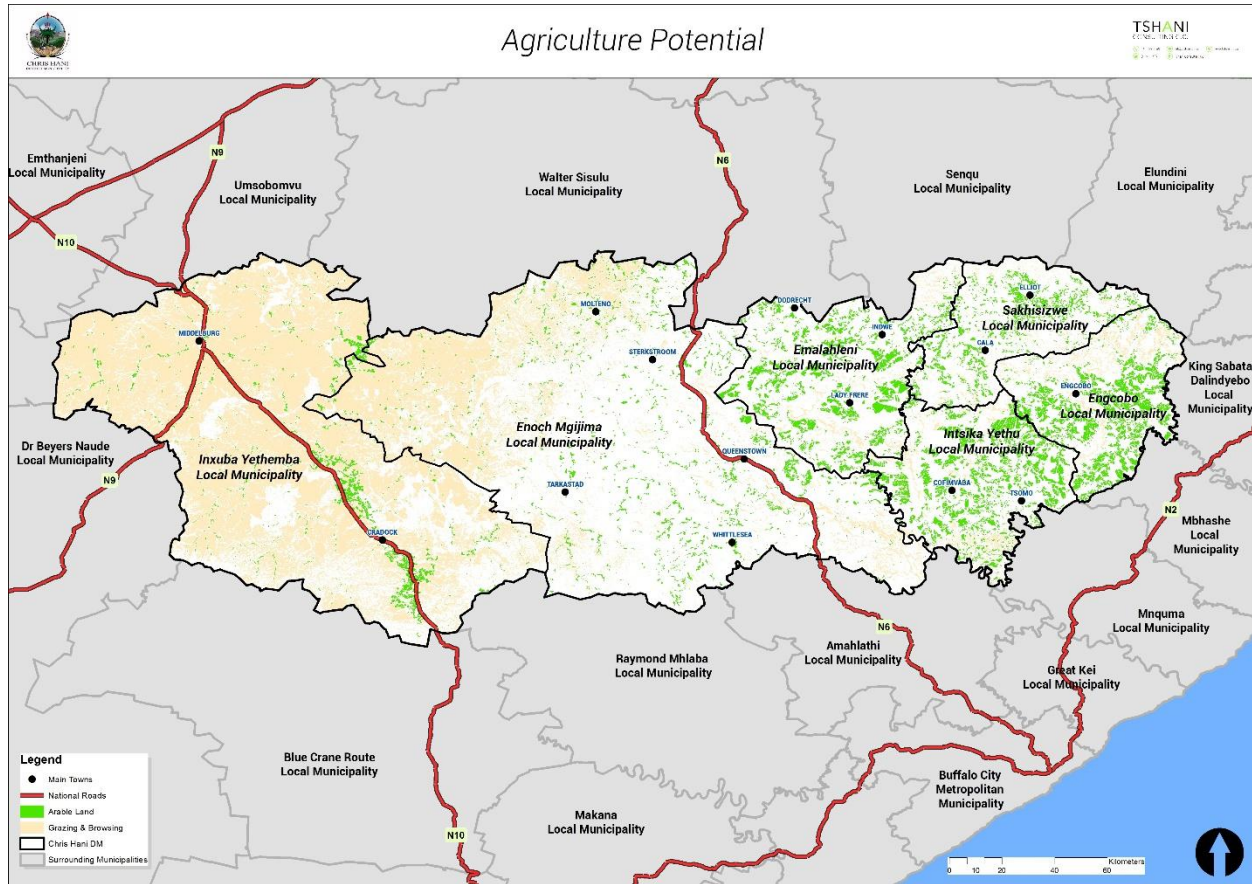 Agriculture Potential
CHRIS HANI
TSHANI
CONSULTING C.C.
Emthanjeni
Local Municipality
N9
Umsobomvu
Local Municipality
Walter Sisulu
Local Municipality
N6
Senqu
Local Municipality
Elundini
Local Municipality
N10
MIDDELBURG
MOLTENO
STERKSTROOM
DODRECHT
INDWE
Emalahleni
Local Municipality
LADY FRERE
ELLIOT
Sakhisizwe
Local Municipality
CALA
ENGCOBO
Engcobo
Local Municipality
King Sabata
Dalindyebo
Local
Municipality
Dr Beyers Naude
Local Municipality
N9
Inxuba Yethemba
Local Municipality
CRADOCK
Enoch Mgijima
Local Municipality
TARKASTAD
QUEENSTOWN
WHITTLESEA
Intsika Yethu
Local Municipality
COFIMVABA
TSOMO
N2
Mbhashe
Local
Municipality
Mnquma
Local Municipality
N6
Amahlathi
Local Municipality
Great Kei
Local Municipality
Raymond Mhlaba
Local Municipality
Blue Crane Route
Local Municipality
N10
Makana
Local Municipality
Buffalo City
Metropolitan
Municipality
Legend
Main Towns
National Roads
Arable Land
Grazing & Browsing
Chris Hani DM
Surrounding Municipalities
Kilometers
0 10 20 40 60